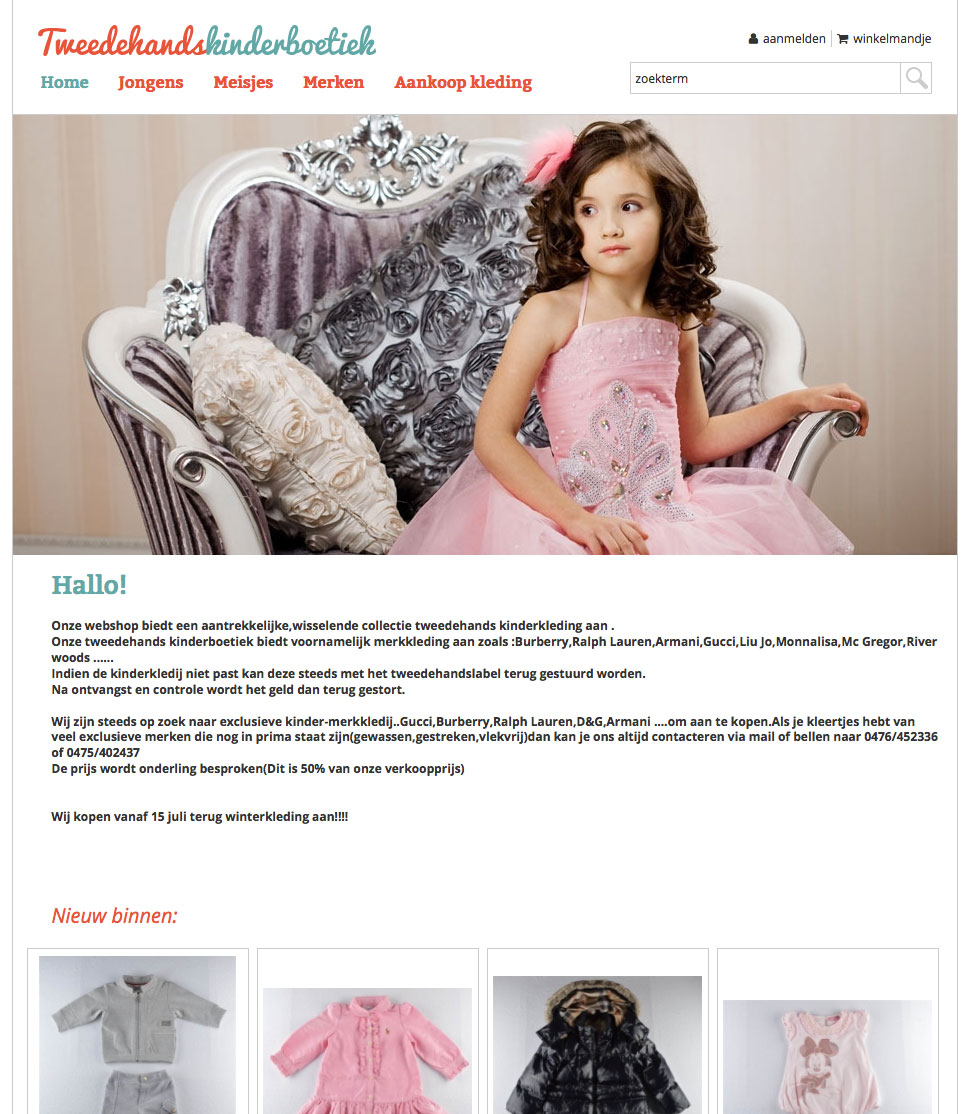 Tweedehandskinderboetiek
aanmelden winkelmandje
Home Jongens Meisjes Merken Aankoop kleding
zoekterm
Hallo!
Onze webshop biedt een aantrekkelijke,wisselende collectie tweedehands kinderkleding aan .
Onze tweedehands kinderboetiek biedt voornamelijk merkkleding aan zoals :Burberry,Ralph Lauren,Armani,Gucci,Liu Jo,Monnalisa,Mc Gregor,River
woods ......
Indien de kinderkledij niet past kan deze steeds met het tweedehandslabel terug gestuurd worden.
Na ontvangst en controle wordt het geld dan terug gestort.
Wij zijn steeds op zoek naar exclusieve kinder-merkkledij..Gucci,Burberry,Ralph Lauren,D&G,Armani ....om aan te kopen.Als je kleertjes hebt van
veel exclusieve merken die nog in prima staat zijn(gewassen,gestreken,vlekvrij)dan kan je ons altijd contacteren via mail of bellen naar 0476/452336
of 0475/402437
De prijs wordt onderling besproken(Dit is 50% van onze verkoopprijs)
Wij kopen vanaf 15 juli terug winterkleding aan!!!!
Nieuw binnen: